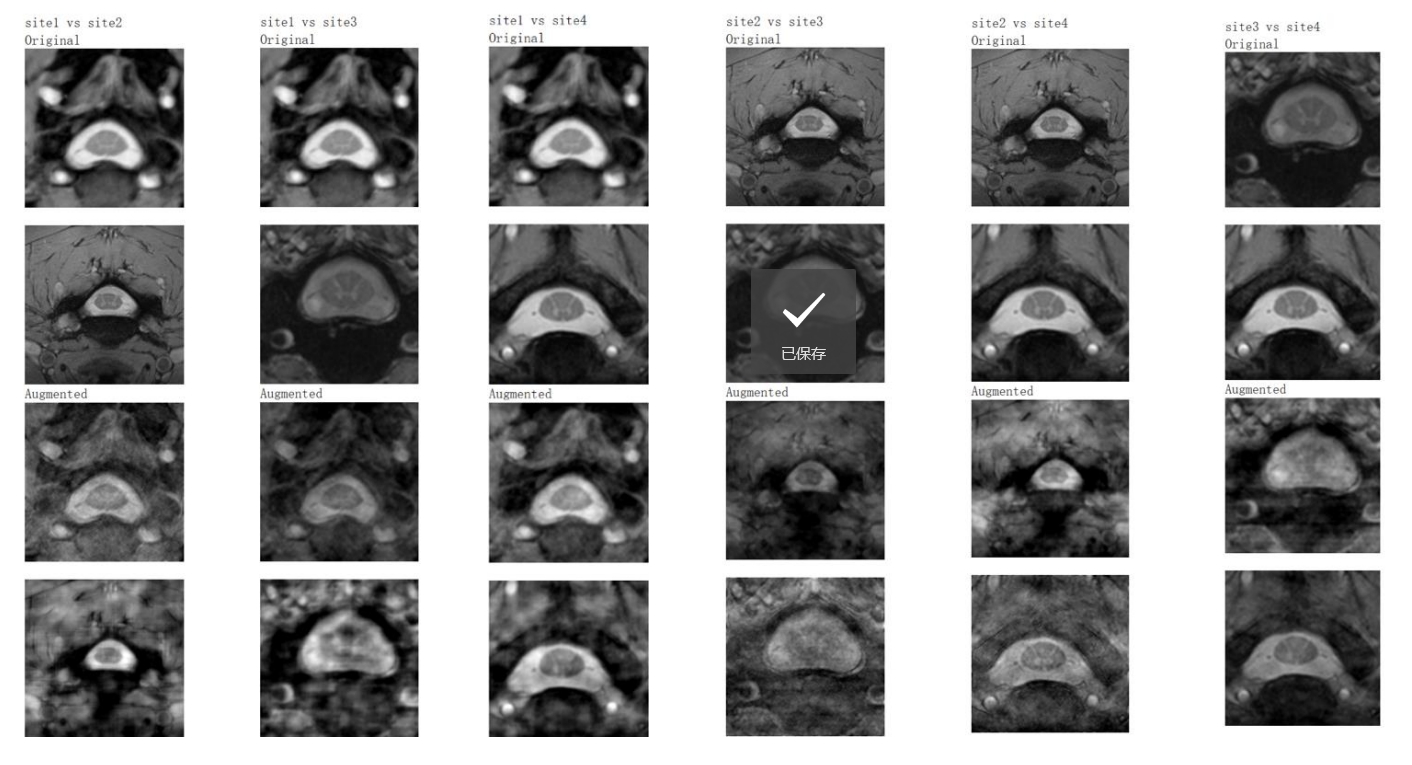 site1 vs site2
Original
site1 vs site3
Original
site1 vs site4
Original
site2 vs site3
Original
site2 vs site4
Original
site3 vs site4
Original
已保存
Augmented
Augmented
Augmented
Augmented
Augmented
Augmented